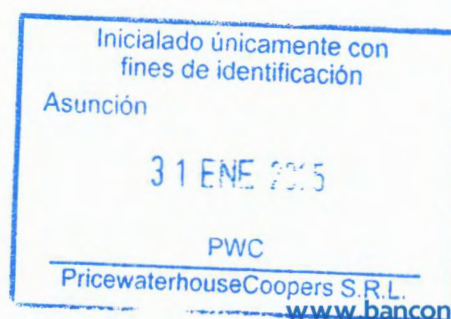 Inicialado únicamente con
fines de identificación
Asunción
31 ENE
PWC
PricewaterhouseCoopers S.R.L.
www.bancon